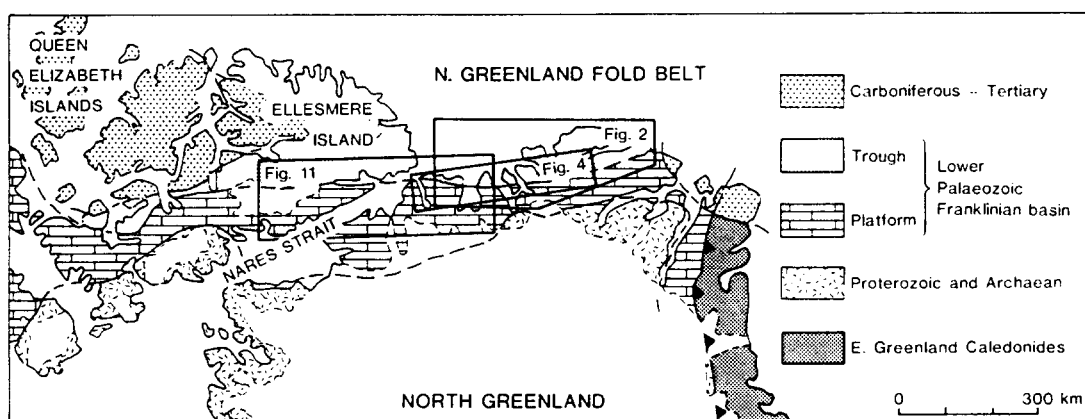 QUEEN
ELIZABETH
ISLANDS
ELLESMERE
ISLAND
N. GREENLAND FOLD BELT
Fig. 2
Fig. 4
Fig. 11
NARES STRAIT
NORTH GREENLAND
Carboniferous - Tertiary
Trough
Platform
Lower
Palaeozoic
Franklinian basin
Proterozoic and Archaean
E. Greenland Caledonides
0 300 km